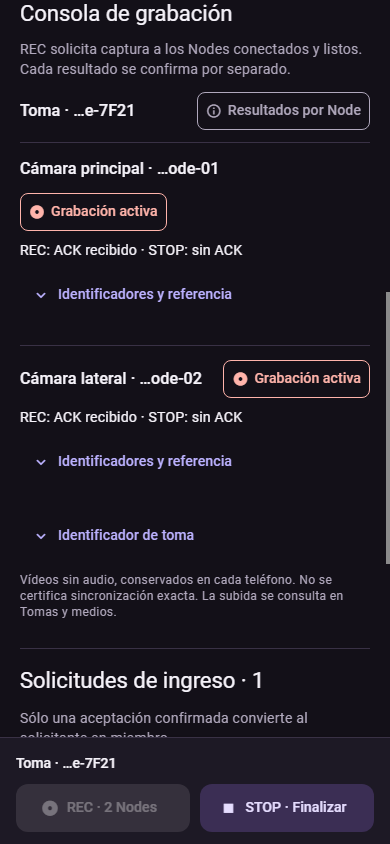 Consola de grabación
REC solicita captura a los Nodes conectados y listos.
Cada resultado se confirma por separado.
Toma · …e-7F21
Resultados por Node
Cámara principal · …ode-01
Grabación activa
REC: ACK recibido · STOP: sin ACK
Identificadores y referencia
Cámara lateral · …ode-02
Grabación activa
REC: ACK recibido · STOP: sin ACK
Identificadores y referencia
Identificador de toma
Vídeos sin audio, conservados en cada teléfono. No se
certifica sincronización exacta. La subida se consulta en
Tomas y medios.
Solicitudes de ingreso · 1
Sólo una aceptación confirmada convierte al
solicitante en miembro.
Toma · …e-7F21
REC · 2 Nodes
STOP · Finalizar